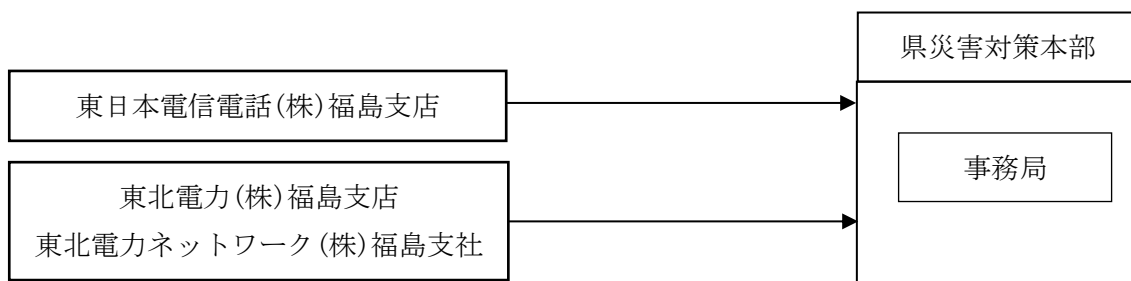 県災害対策本部
東日本電信電話(株)福島支店
事務局
東北電力(株)福島支店
東北電力ネットワーク(株)福島支社